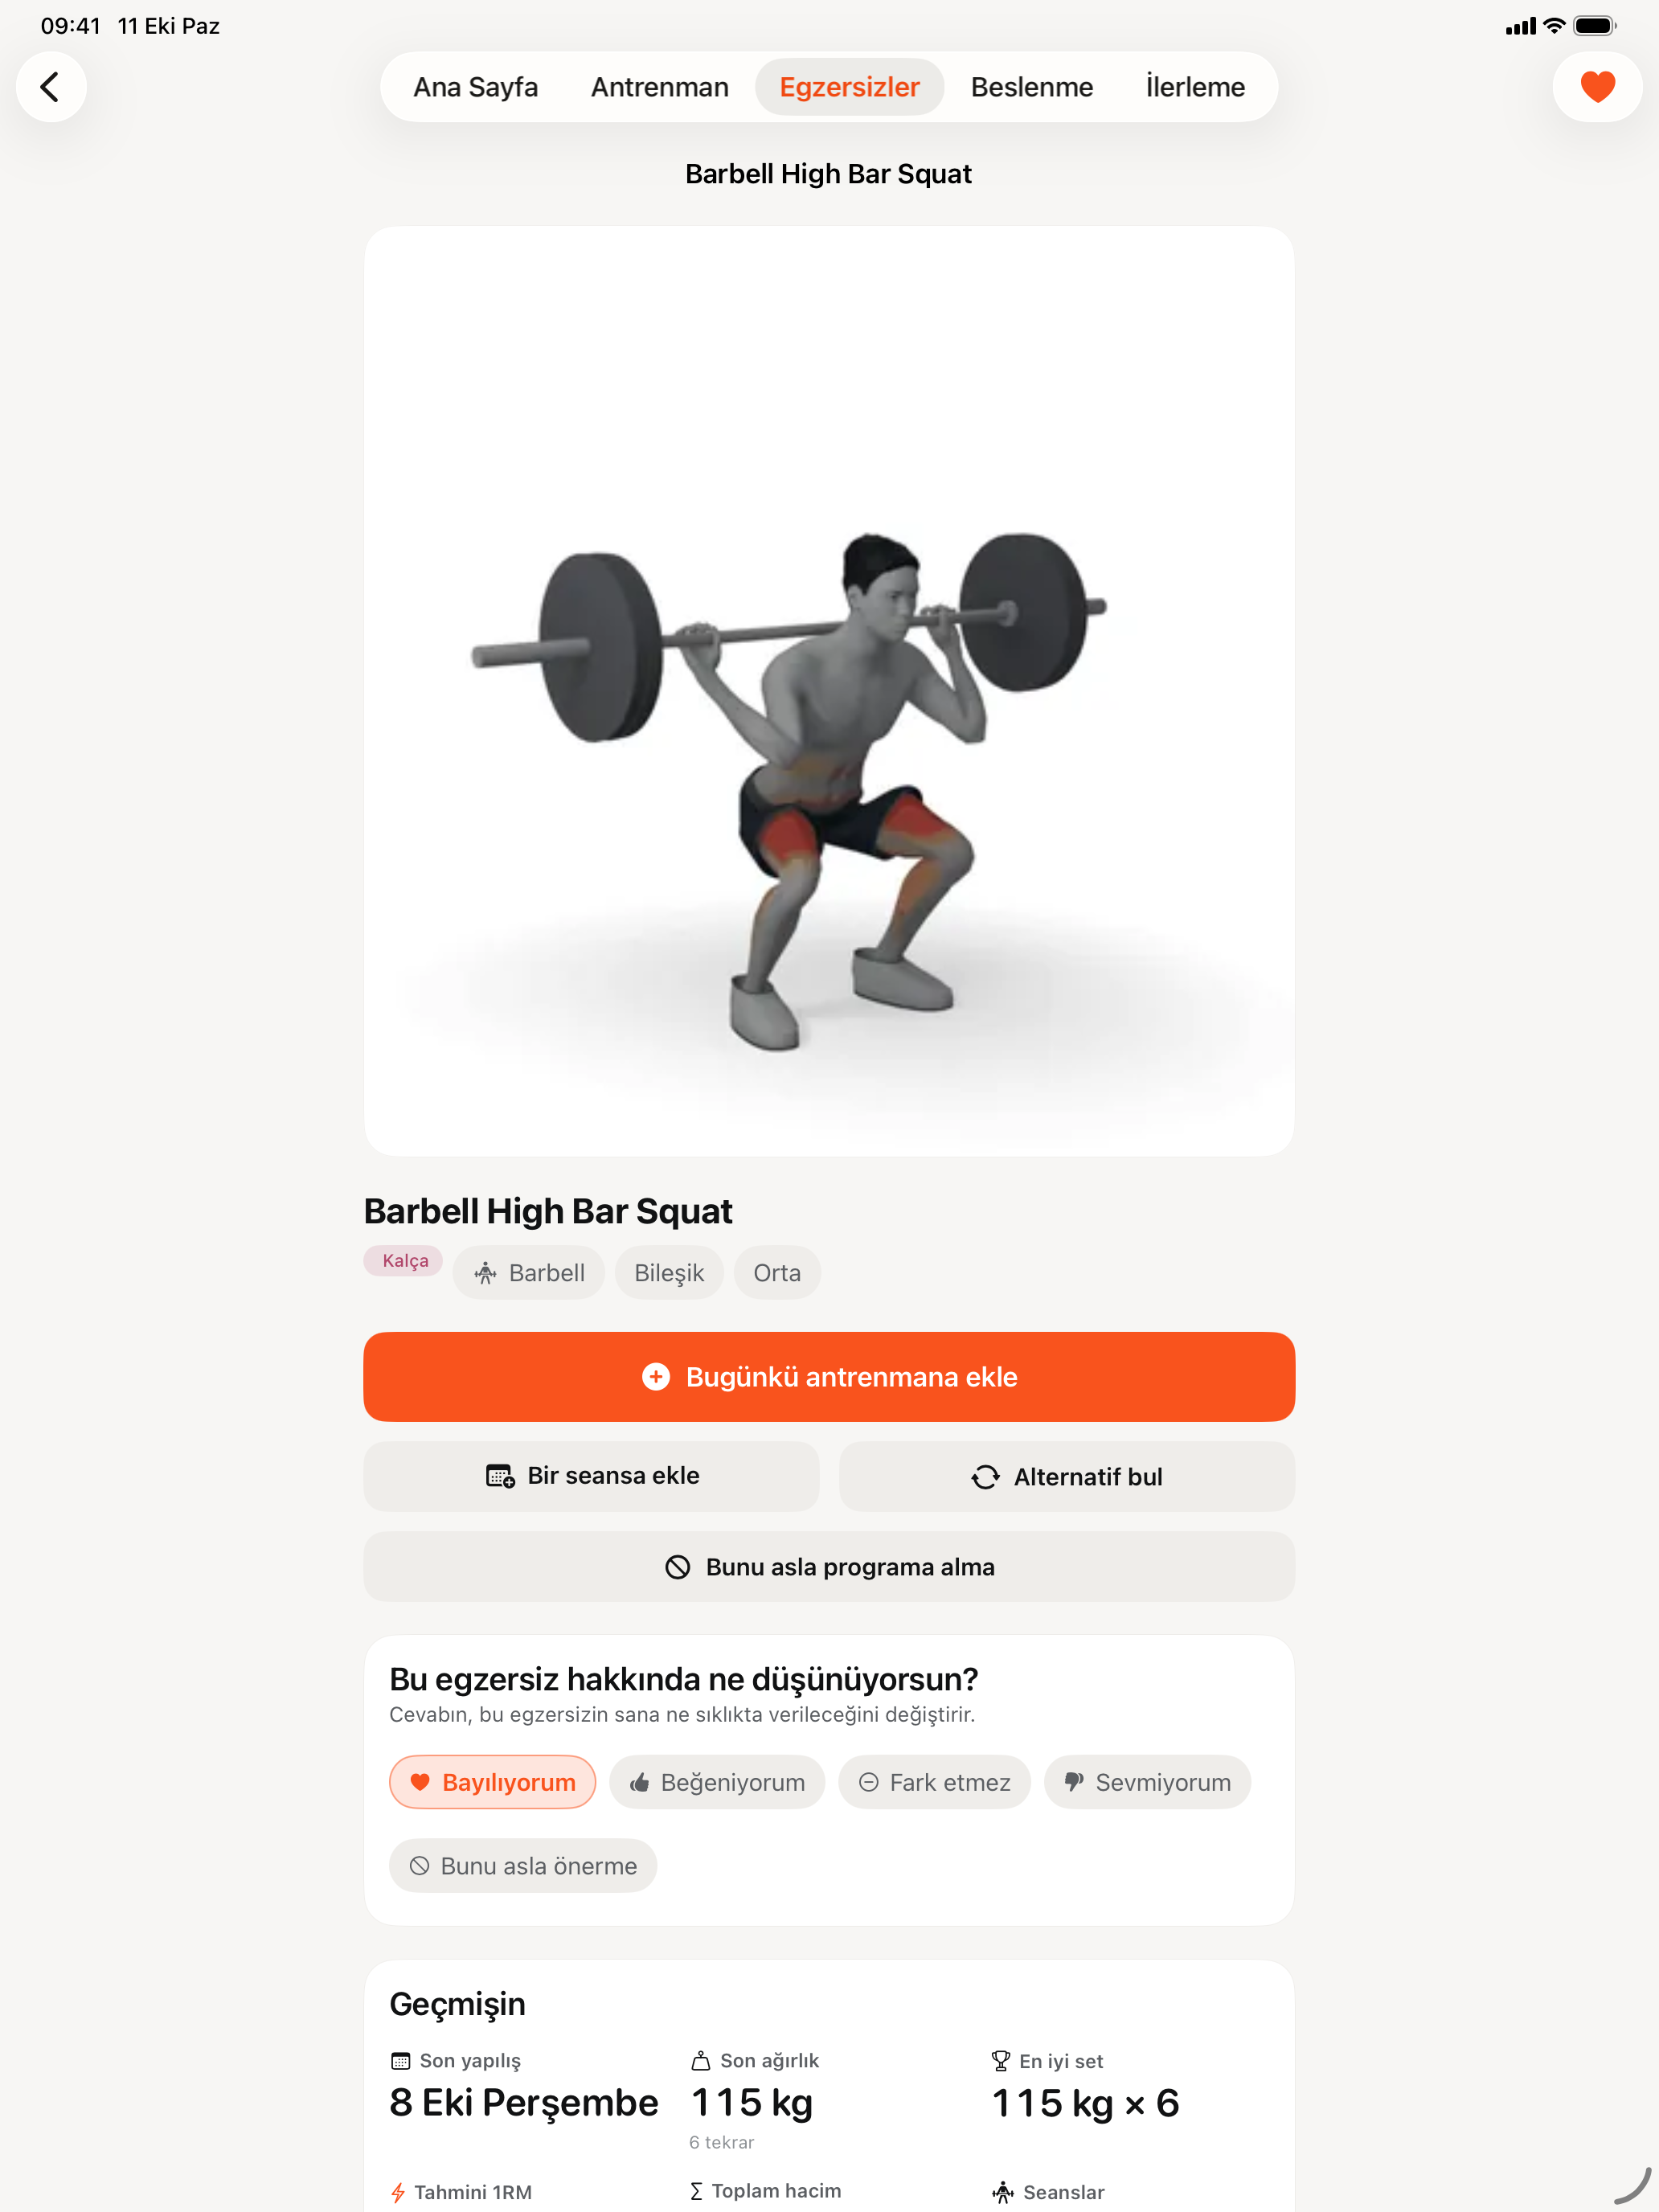 09:41 11 Eki Paz
Ana Sayfa Antrenman Egzersizler Beslenme İlerleme
Barbell High Bar Squat
Barbell High Bar Squat
Kalça Barbell Bileşik Orta
Bugünkü antrenmana ekle
Bir seansa ekle Alternatif bul
Bunu asla programa alma
Bu egzersiz hakkında ne düşünüyorsun?
Cevabın, bu egzersizin sana ne sıklıkta verileceğini değiştirir.
Bayılıyorum Beğeniyorum Fark etmez Sevmiyorum
Bunu asla önerme
Geçmişin
Son yapılış Son ağırlık En iyi set
8 Eki Perşembe 115 kg 115 kg × 6
6 tekrar
Tahmini 1RM Toplam hacim Seanslar